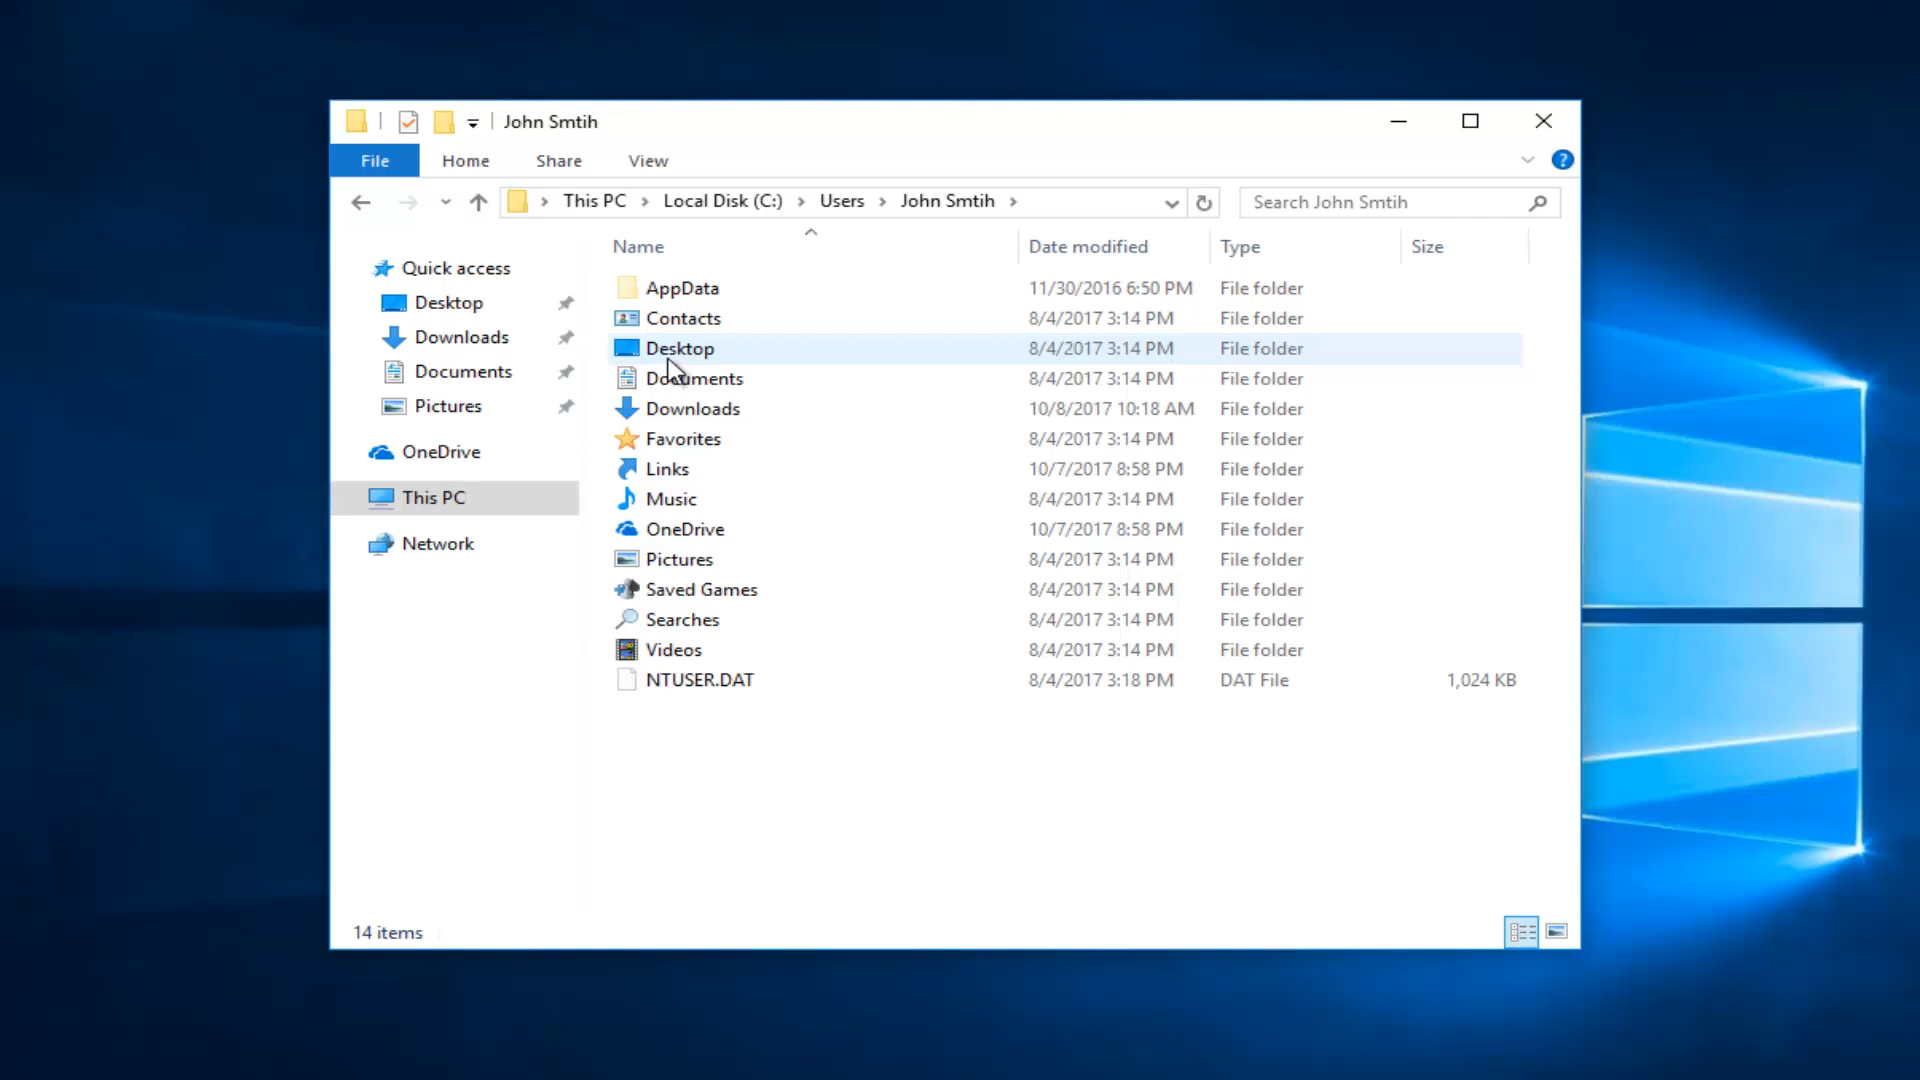 John Smtih
File Home Share View
This PC Local Disk (C:) Users John Smtih Search John Smtih
Name Date modified Type Size
Quick access
Desktop
Downloads
Documents
Pictures
OneDrive
This PC
Network
AppData 11/30/2016 6:50 PM File folder
Contacts 8/4/2017 3:14 PM File folder
Desktop 8/4/2017 3:14 PM File folder
Documents 8/4/2017 3:14 PM File folder
Downloads 10/8/2017 10:18 AM File folder
Favorites 8/4/2017 3:14 PM File folder
Links 10/7/2017 8:58 PM File folder
Music 8/4/2017 3:14 PM File folder
OneDrive 10/7/2017 8:58 PM File folder
Pictures 8/4/2017 3:14 PM File folder
Saved Games 8/4/2017 3:14 PM File folder
Searches 8/4/2017 3:14 PM File folder
Videos 8/4/2017 3:14 PM File folder
NTUSER.DAT 8/4/2017 3:18 PM DAT File 1,024 KB
14 items